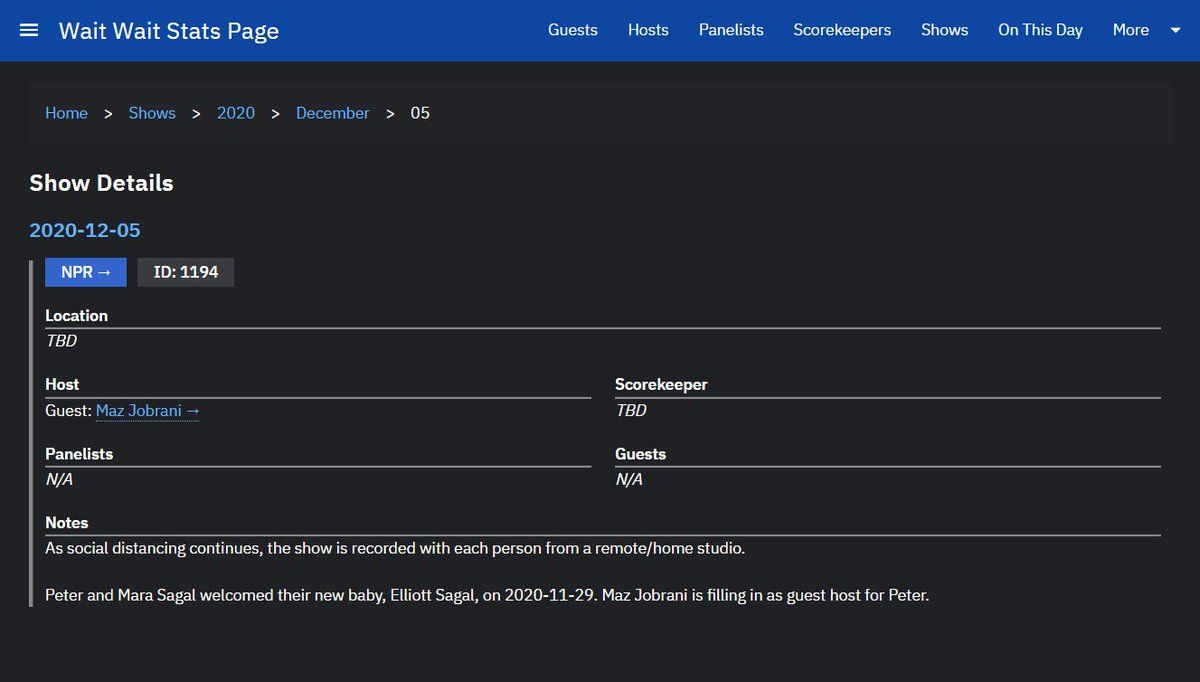 Wait Wait Stats Page
Guests Hosts Panelists Scorekeepers Shows On This Day More
Home > Shows > 2020 > December > 05
Show Details
2020-12-05
NPR → ID: 1194
Location
TBD
Host
Guest: Maz Jobrani →
Scorekeeper
TBD
Panelists
N/A
Guests
N/A
Notes
As social distancing continues, the show is recorded with each person from a remote/home studio.
Peter and Mara Sagal welcomed their new baby, Elliott Sagal, on 2020-11-29. Maz Jobrani is filling in as guest host for Peter.